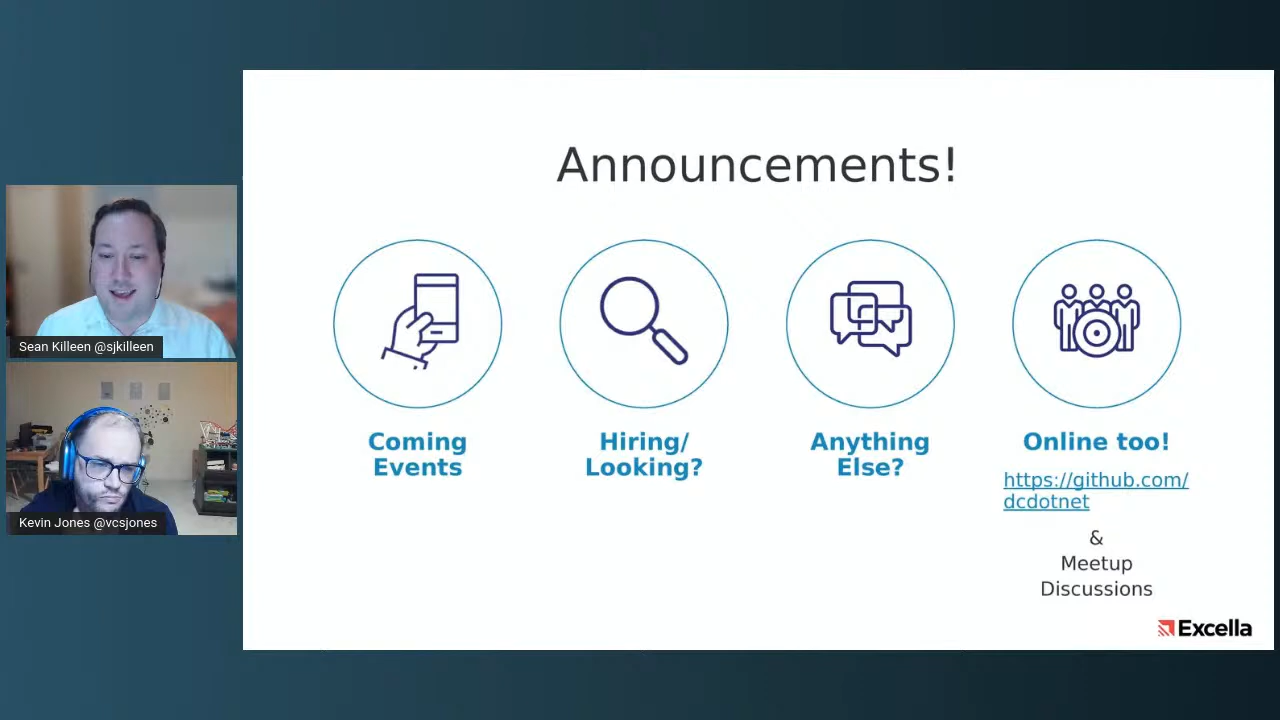 Announcements!
Coming
Events
Hiring/
Looking?
Anything
Else?
Online too!
https://github.com/
dcdotnet
&
Meetup
Discussions
Excella
Sean Killeen @sjkilleen
Kevin Jones @vcsjones